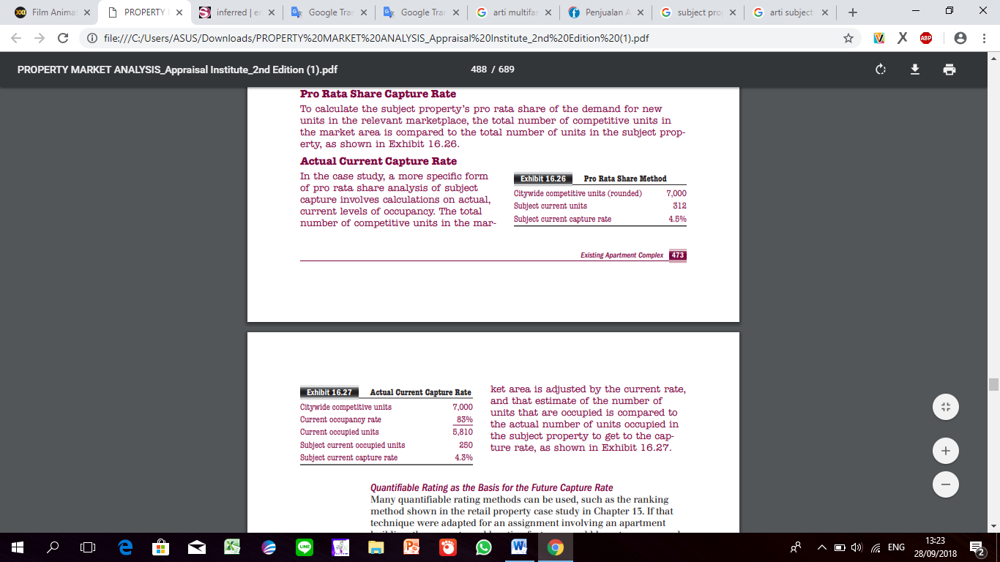 Film Anima
PROPERTY
inferred | er
Google Tra
Google Tra
arti multifa
Penjualan A
subject pro
arti subject
file:///C:/Users/ASUS/Downloads/PROPERTY%20MARKET%20ANALYSIS_Appraisal%20Institute_2nd%20Edition%20(1).pdf
ABP
PROPERTY MARKET ANALYSIS_Appraisal Institute_2nd Edition (1).pdf
488 / 689
Pro Rata Share Capture Rate
To calculate the subject property's pro rata share of the demand for new
units in the relevant marketplace, the total number of competitive units in
the market area is compared to the total number of units in the subject prop-
erty, as shown in Exhibit 16.26.
Actual Current Capture Rate
In the case study, a more specific form
of pro rata share analysis of subject
capture involves calculations on actual,
current levels of occupancy. The total
number of competitive units in the mar-
Exhibit 16.26 Pro Rata Share Method
Citywide competitive units (rounded) 7,000
Subject current units 312
Subject current capture rate 4.5%
Existing Apartment Complex 473
Exhibit 16.27 Actual Current Capture Rate
Citywide competitive units 7,000
Current occupancy rate 83%
Current occupied units 5,810
Subject current occupied units 250
Subject current capture rate 4.3%
ket area is adjusted by the current rate,
and that estimate of the number of
units that are occupied is compared to
the actual number of units occupied in
the subject property to get to the cap-
ture rate, as shown in Exhibit 16.27.
Quantifiable Rating as the Basis for the Future Capture Rate
Many quantifiable rating methods can be used, such as the ranking
method shown in the retail property case study in Chapter 13. If that
technique were adapted for an assignment involving an apartment
ENG
13:23
28/09/2018
2